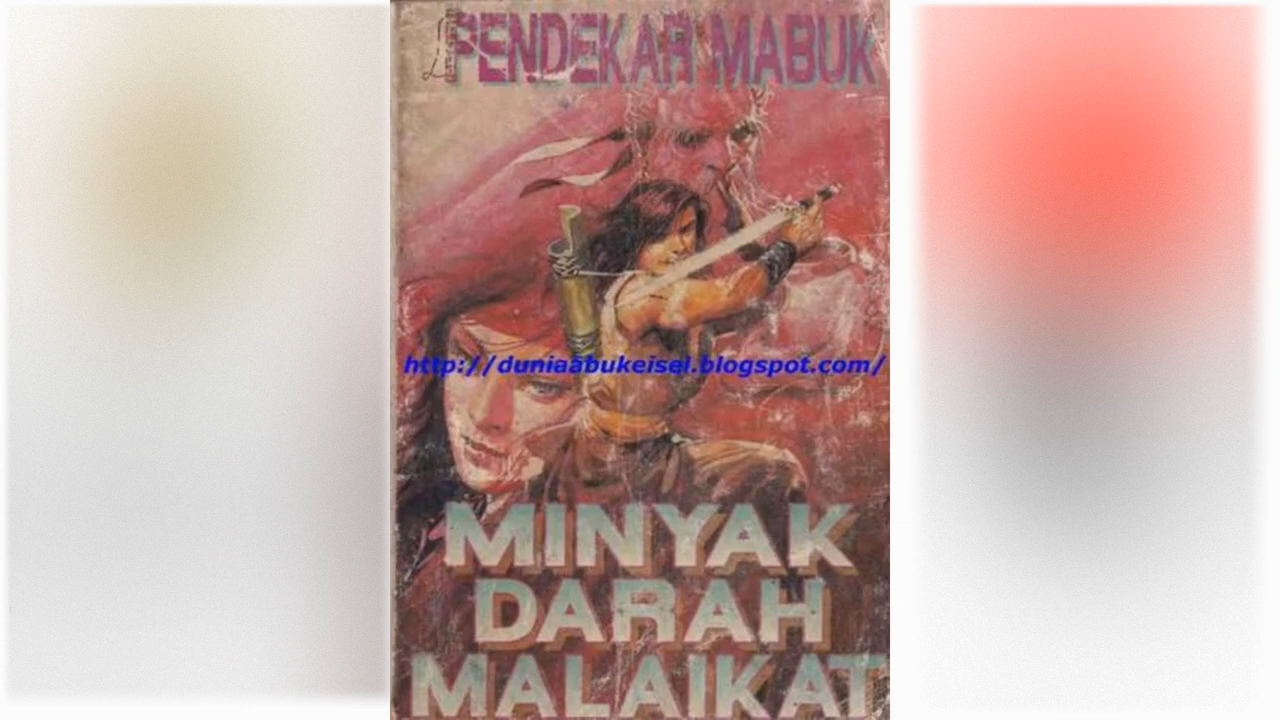 PENDEKAR MABUK
http://duniaabukeisel.blogspot.com/
MINYAK
DARAH
MALAIKAT